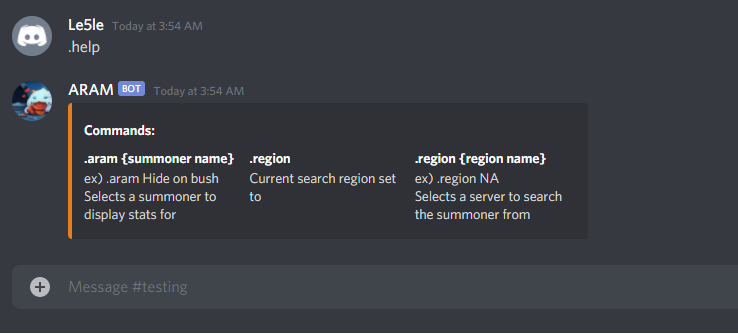 Le5le Today at 3:54 AM
.help
ARAM BOT Today at 3:54 AM
Commands:
.aram {summoner name}
ex) .aram Hide on bush
Selects a summoner to
display stats for
.region
Current search region set
to
.region {region name}
ex) .region NA
Selects a server to search
the summoner from
Message #testing